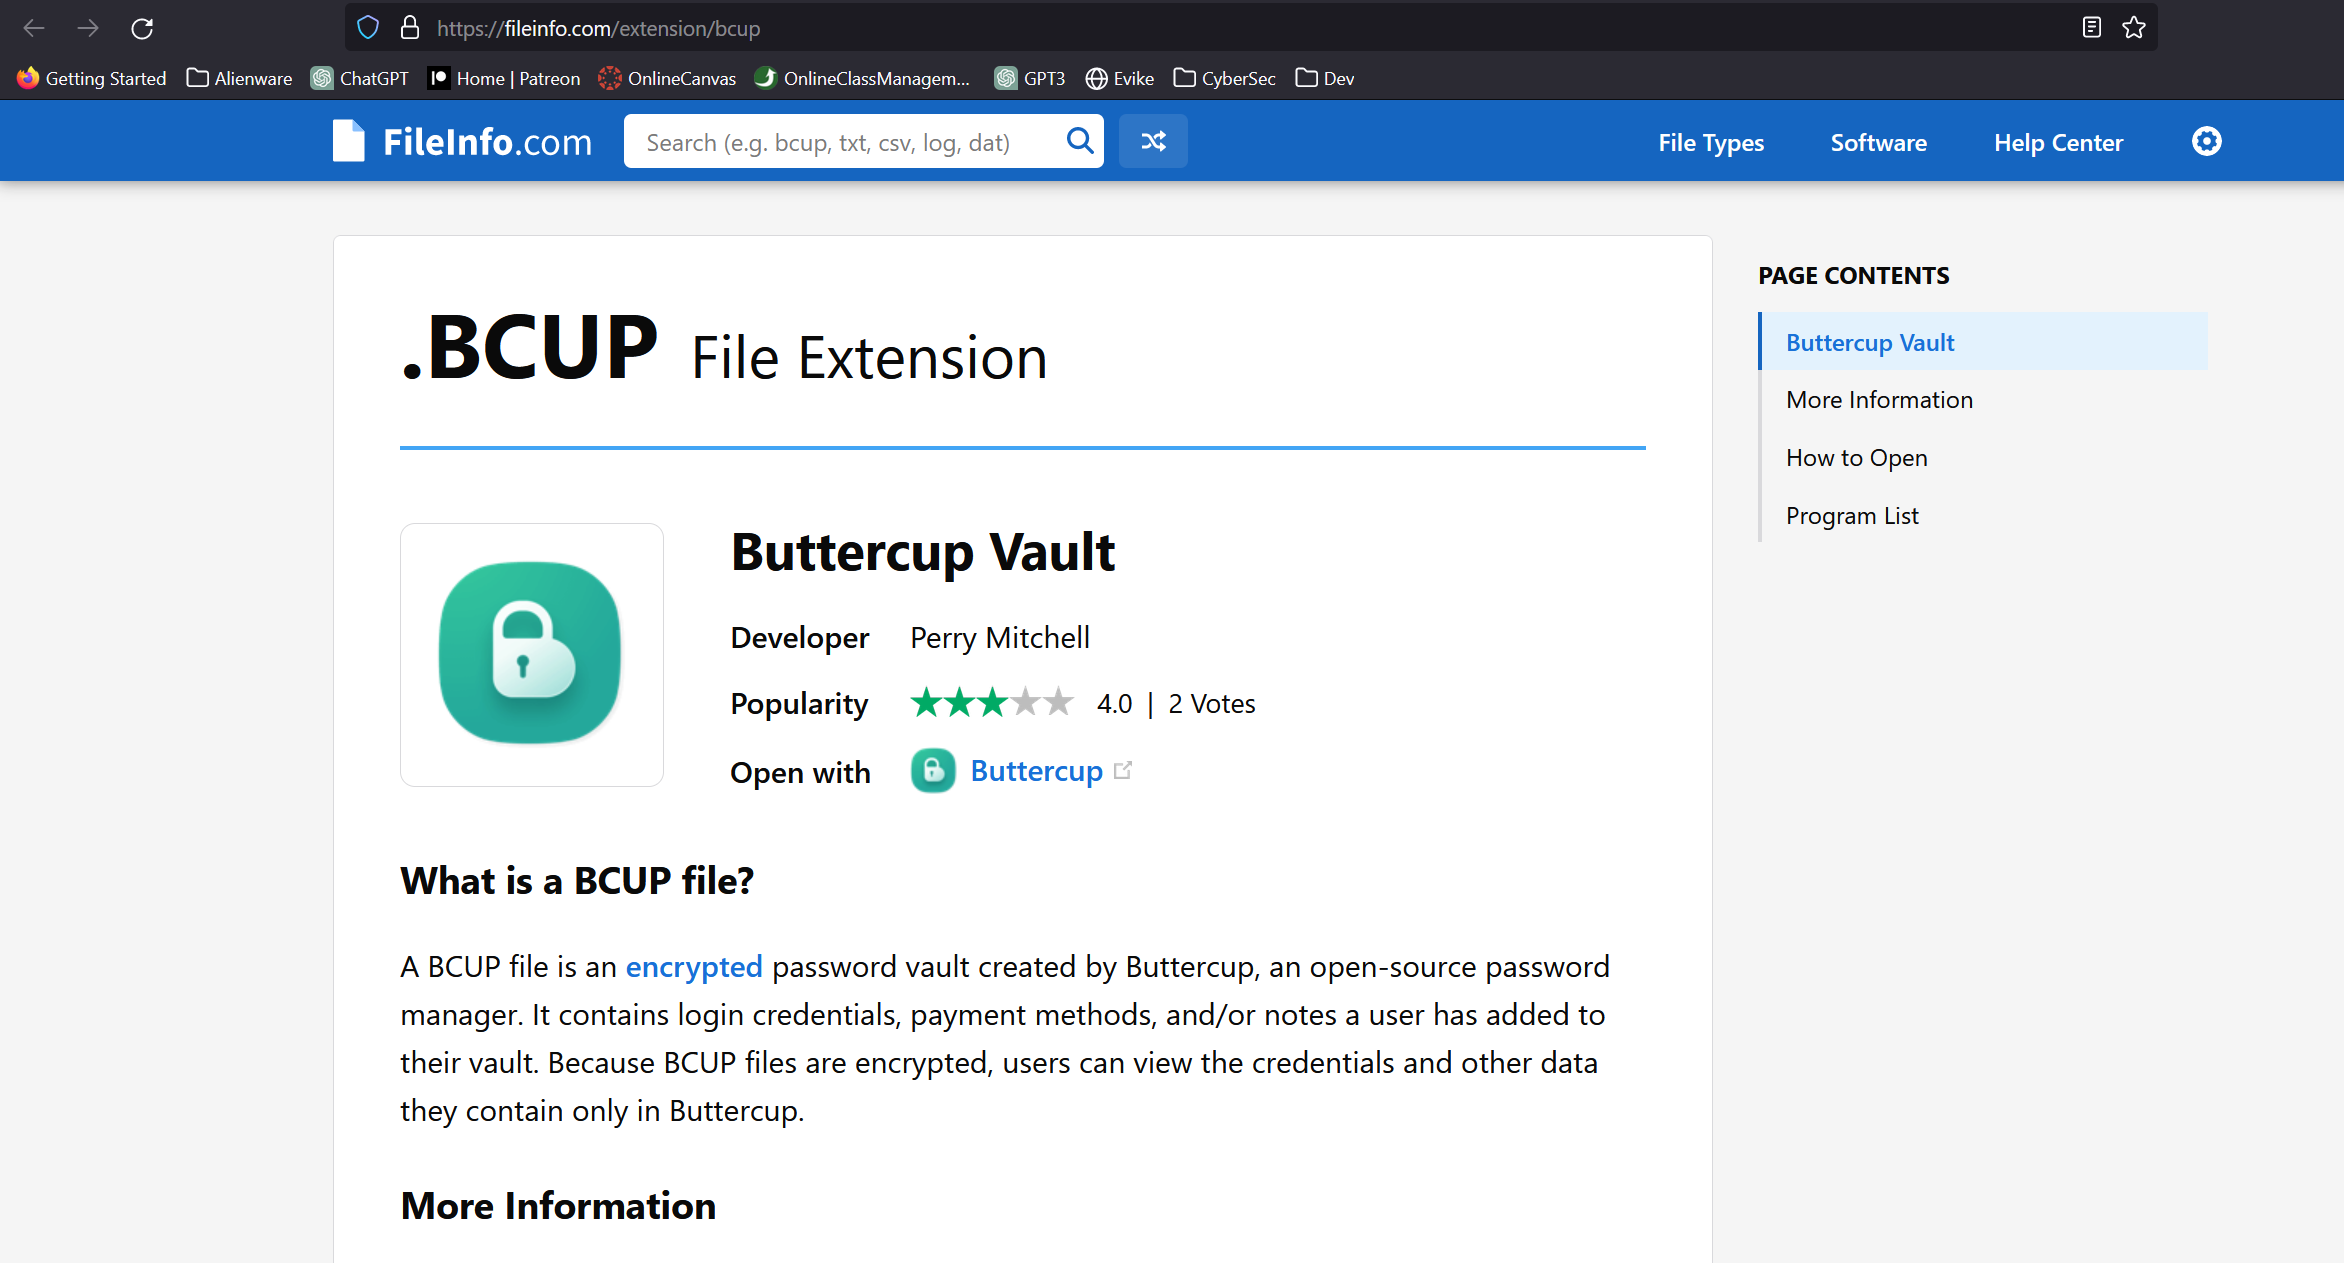 https://fileinfo.com/extension/bcup
Getting Started
Alienware
ChatGPT
Home | Patreon
OnlineCanvas
OnlineClassManagem...
GPT3
Evike
CyberSec
Dev
FileInfo.com
Search (e.g. bcup, txt, csv, log, dat)
File Types
Software
Help Center
.BCUP File Extension
PAGE CONTENTS
Buttercup Vault
More Information
How to Open
Program List
Buttercup Vault
Developer Perry Mitchell
Popularity 4.0 | 2 Votes
Open with Buttercup
What is a BCUP file?
A BCUP file is an encrypted password vault created by Buttercup, an open-source password
manager. It contains login credentials, payment methods, and/or notes a user has added to
their vault. Because BCUP files are encrypted, users can view the credentials and other data
they contain only in Buttercup.
More Information